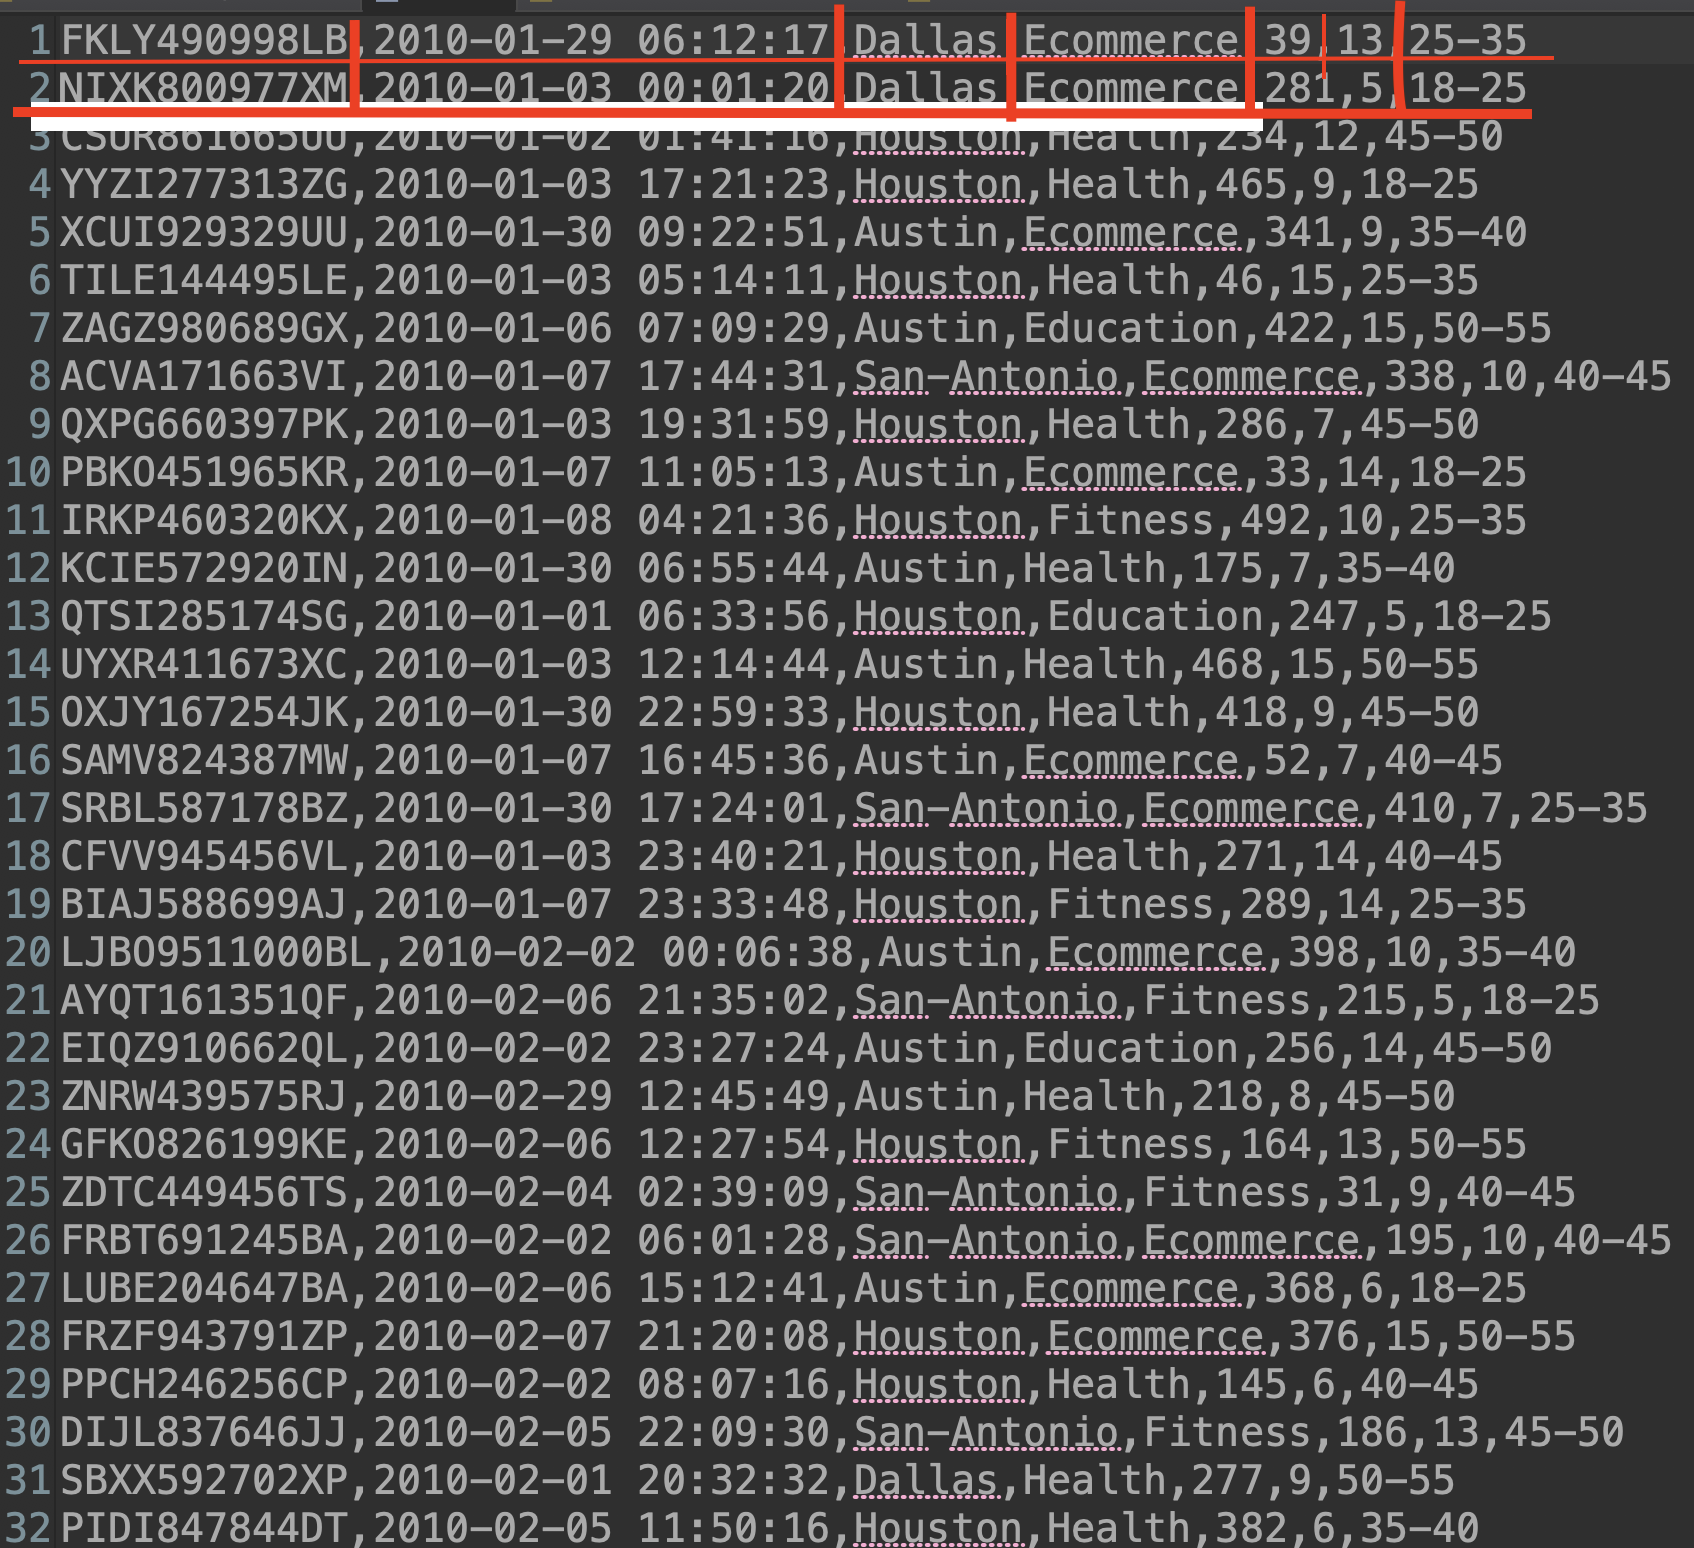 1 FKLY490998LB,2010-01-29 06:12:17,Dallas,Ecommerce,39,13,25-35
2 NIXK800977XM,2010-01-03 00:01:20,Dallas,Ecommerce,281,5,18-25
3 CSUR861665UU,2010-01-02 01:41:16,Houston,Health,234,12,45-50
4 YYZI277313ZG,2010-01-03 17:21:23,Houston,Health,465,9,18-25
5 XCUI929329UU,2010-01-30 09:22:51,Austin,Ecommerce,341,9,35-40
6 TILE144495LE,2010-01-03 05:14:11,Houston,Health,46,15,25-35
7 ZAGZ980689GX,2010-01-06 07:09:29,Austin,Education,422,15,50-55
8 ACVA171663VI,2010-01-07 17:44:31,San-Antonio,Ecommerce,338,10,40-45
9 QXPG660397PK,2010-01-03 19:31:59,Houston,Health,286,7,45-50
10 PBKO451965KR,2010-01-07 11:05:13,Austin,Ecommerce,33,14,18-25
11 IRKP460320KX,2010-01-08 04:21:36,Houston,Fitness,492,10,25-35
12 KCIE572920IN,2010-01-30 06:55:44,Austin,Health,175,7,35-40
13 QTSI285174SG,2010-01-01 06:33:56,Houston,Education,247,5,18-25
14 UYXR411673XC,2010-01-03 12:14:44,Austin,Health,468,15,50-55
15 OXJY167254JK,2010-01-30 22:59:33,Houston,Health,418,9,45-50
16 SAMV824387MW,2010-01-07 16:45:36,Austin,Ecommerce,52,7,40-45
17 SRBL587178BZ,2010-01-30 17:24:01,San-Antonio,Ecommerce,410,7,25-35
18 CFVV945456VL,2010-01-03 23:40:21,Houston,Health,271,14,40-45
19 BIAJ588699AJ,2010-01-07 23:33:48,Houston,Fitness,289,14,25-35
20 LJBO9511000BL,2010-02-02 00:06:38,Austin,Ecommerce,398,10,35-40
21 AYQT161351QF,2010-02-06 21:35:02,San-Antonio,Fitness,215,5,18-25
22 EIQZ910662QL,2010-02-02 23:27:24,Austin,Education,256,14,45-50
23 ZNRW439575RJ,2010-02-29 12:45:49,Austin,Health,218,8,45-50
24 GFKO826199KE,2010-02-06 12:27:54,Houston,Fitness,164,13,50-55
25 ZDTC449456TS,2010-02-04 02:39:09,San-Antonio,Fitness,31,9,40-45
26 FRBT691245BA,2010-02-02 06:01:28,San-Antonio,Ecommerce,195,10,40-45
27 LUBE204647BA,2010-02-06 15:12:41,Austin,Ecommerce,368,6,18-25
28 FRZF943791ZP,2010-02-07 21:20:08,Houston,Ecommerce,376,15,50-55
29 PPCH246256CP,2010-02-02 08:07:16,Houston,Health,145,6,40-45
30 DIJL837646JJ,2010-02-05 22:09:30,San-Antonio,Fitness,186,13,45-50
31 SBXX592702XP,2010-02-01 20:32:32,Dallas,Health,277,9,50-55
32 PIDI847844DT,2010-02-05 11:50:16,Houston,Health,382,6,35-40